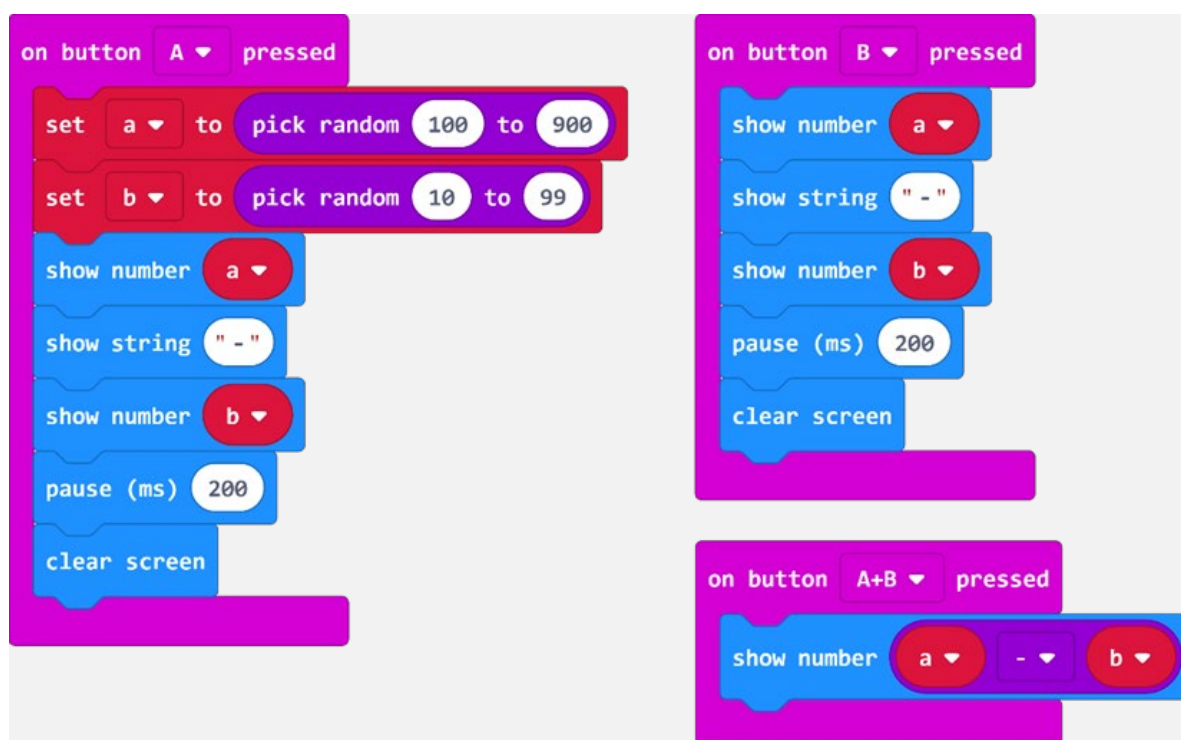 on button A pressed
set a to pick random 100 to 900
set b to pick random 10 to 99
show number a
show string "-"
show number b
pause (ms) 200
clear screen
on button B pressed
show number a
show string "-"
show number b
pause (ms) 200
clear screen
on button A+B pressed
show number a - b